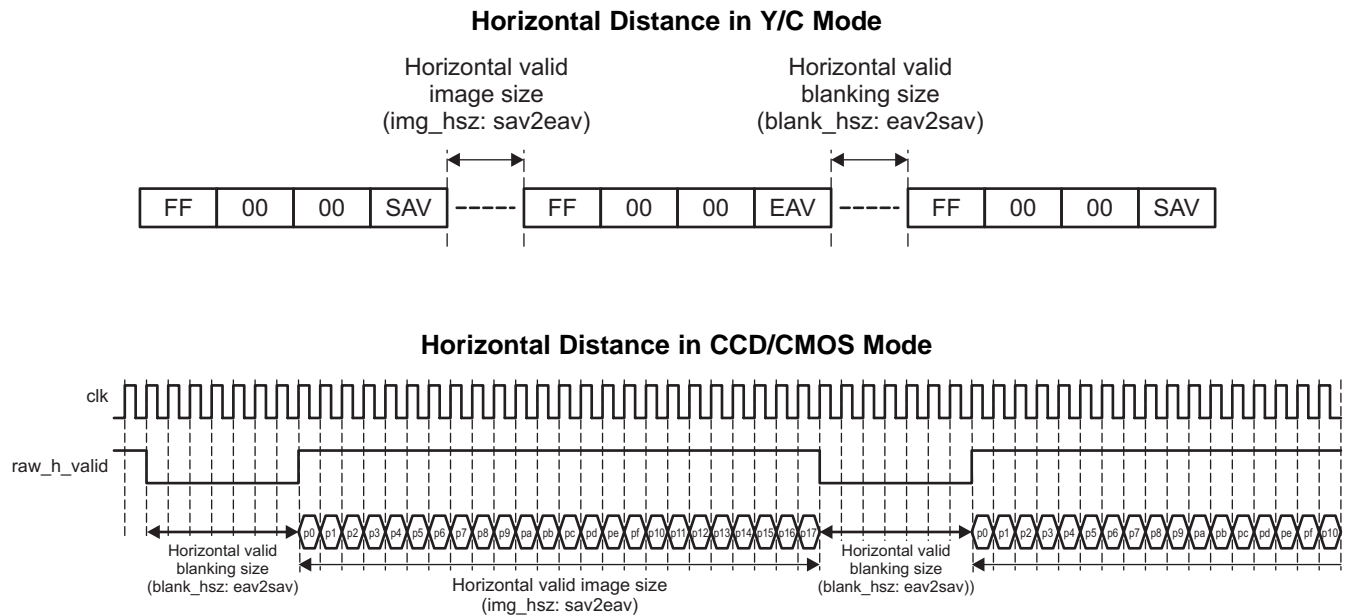 Horizontal Distance in Y/C Mode
Horizontal valid
image size
(img_hsz: sav2eav)
Horizontal valid
blanking size
(blank_hsz: eav2sav)
FF 00 00 SAV FF 00 00 EAV FF 00 00 SAV
Horizontal Distance in CCD/CMOS Mode
clk
raw_h_valid
p0 p1 p2 p3 p4 p5 p6 p7 p8 p9 pa pb pc pd pe pf p10 p11 p12 p13 p14 p15 p16 p17 p0 p1 p2 p3 p4 p5 p6 p7 p8 p9 pa pb pc pd pe pf p10
Horizontal valid
blanking size
(blank_hsz: eav2sav)
Horizontal valid image size
(img_hsz: sav2eav)
Horizontal valid
blanking size
(blank_hsz: eav2sav))